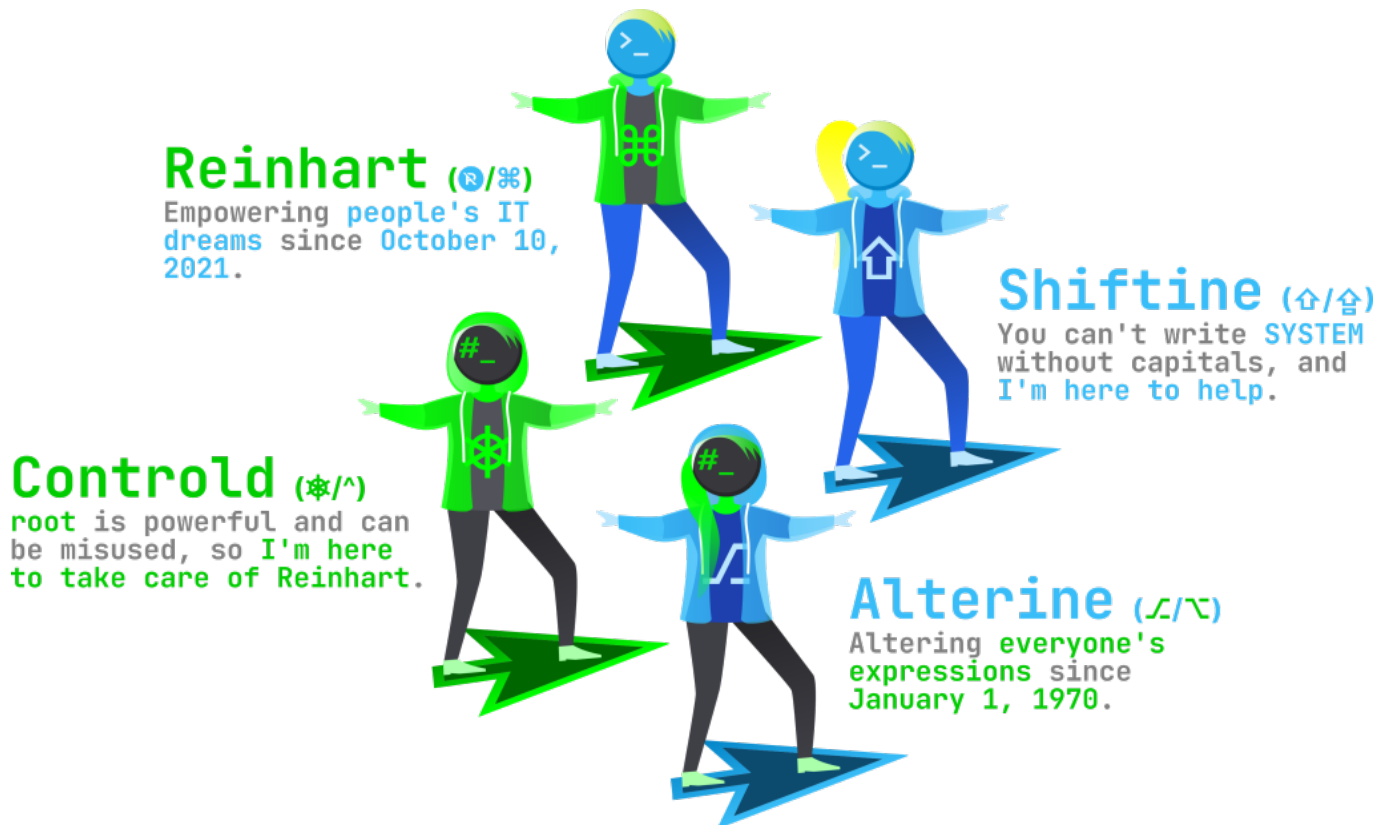 >_
Reinhart (R/⌘)
Empowering people's IT
dreams since October 10,
2021.
⌘
>_
Shiftine (⇧/⇪)
You can't write SYSTEM
without capitals, and
I'm here to help.
⇧
#_
Controld (⎈/^)
root is powerful and can
be misused, so I'm here
to take care of Reinhart.
⎈
#_
Alterine (⎇/⌥)
Altering everyone's
expressions since
January 1, 1970.
⎇